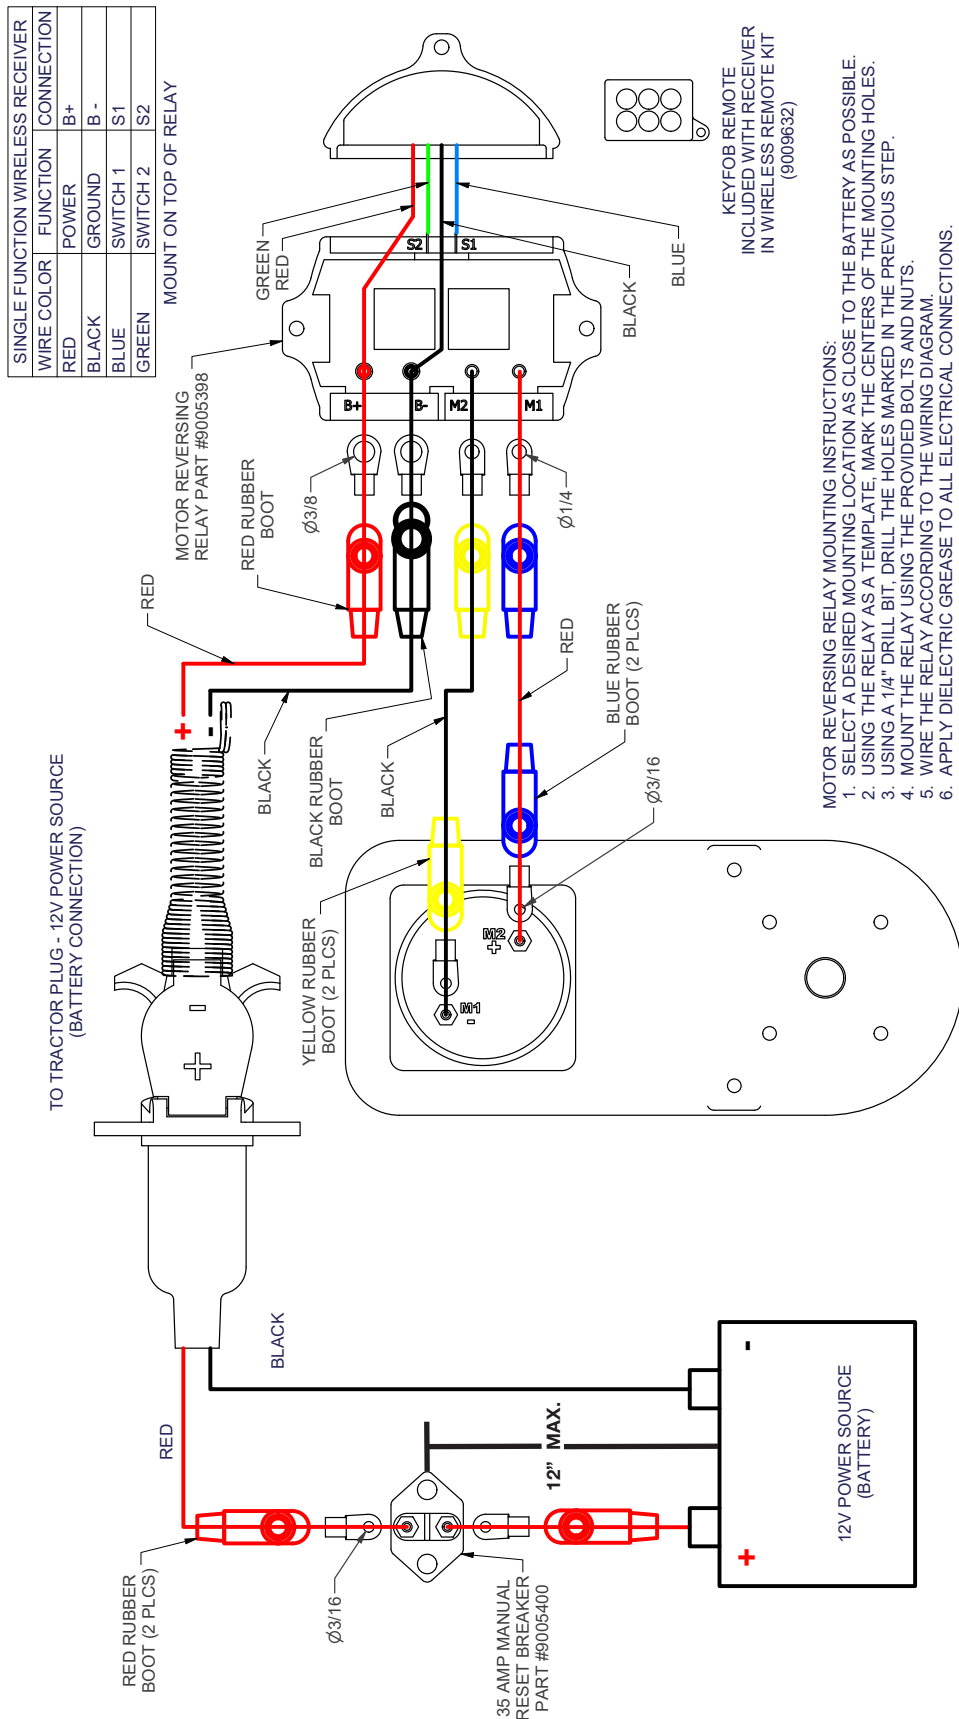 SINGLE FUNCTION WIRELESS RECEIVER
WIRE COLOR FUNCTION CONNECTION
RED POWER B+
BLACK GROUND B -
BLUE SWITCH 1 S1
GREEN SWITCH 2 S2
MOUNT ON TOP OF RELAY
MOTOR REVERSING
RELAY PART #9005398
GREEN
RED
BLACK
BLUE
S2
S1
B+
B-
M2
M1
KEYFOB REMOTE
INCLUDED WITH RECEIVER
IN WIRELESS REMOTE KIT
(9009632)
RED
RED RUBBER
BOOT
Ø3/8
Ø1/4
TO TRACTOR PLUG - 12V POWER SOURCE
(BATTERY CONNECTION)
+
-
BLACK
BLACK RUBBER
BOOT
BLACK
RED
BLUE RUBBER
BOOT (2 PLCS)
Ø3/16
YELLOW RUBBER
BOOT (2 PLCS)
M2
+
M1
-
-
+
MOTOR REVERSING RELAY MOUNTING INSTRUCTIONS:
1. SELECT A DESIRED MOUNTING LOCATION AS CLOSE TO THE BATTERY AS POSSIBLE.
2. USING THE RELAY AS A TEMPLATE, MARK THE CENTERS OF THE MOUNTING HOLES.
3. USING A 1/4" DRILL BIT, DRILL THE HOLES MARKED IN THE PREVIOUS STEP.
4. MOUNT THE RELAY USING THE PROVIDED BOLTS AND NUTS.
5. WIRE THE RELAY ACCORDING TO THE WIRING DIAGRAM.
6. APPLY DIELECTRIC GREASE TO ALL ELECTRICAL CONNECTIONS.
RED
BLACK
RED RUBBER
BOOT (2 PLCS)
Ø3/16
35 AMP MANUAL
RESET BREAKER
PART #9005400
12” MAX.
+
-
12V POWER SOURCE
(BATTERY)